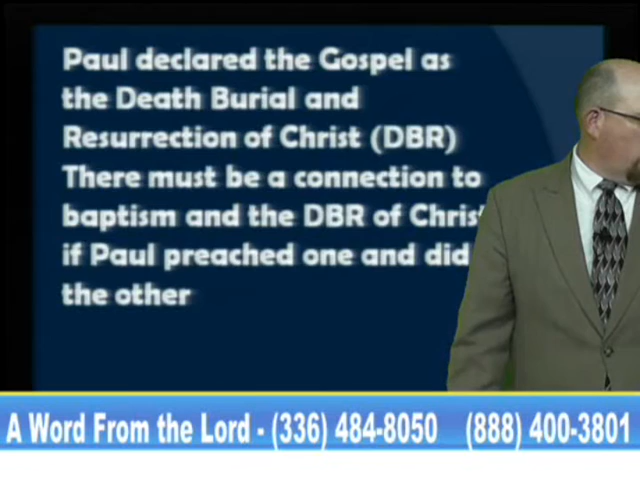 Paul declared the Gospel as
the Death Burial and
Resurrection of Christ (DBR)
There must be a connection to
baptism and the DBR of Chris
if Paul preached one and did
the other
A Word From the Lord - (336) 484-8050 (888) 400-3801